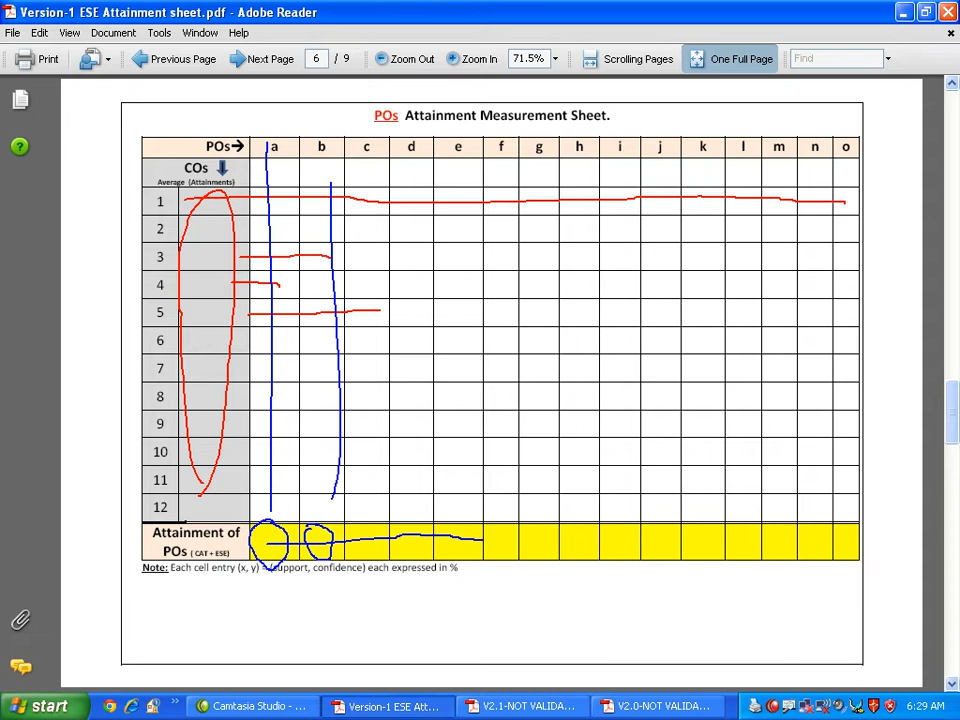 Version-1 ESE Attainment sheet.pdf - Adobe Reader
File Edit View Document Tools Window Help
Print Previous Page Next Page 6 / 9 Zoom Out Zoom In 71.5% Scrolling Pages One Full Page Find
POs Attainment Measurement Sheet.
POs→ a b c d e f g h i j k l m n o
COs
Average (Attainments)
1
2
3
4
5
6
7
8
9
10
11
12
Attainment of
POs ( CAT + ESE)
Note: Each cell entry (x, y) = (support, confidence) each expressed in %
start Camtasia Studio - ... Version-1 ESE Att... V2.1-NOT VALIDA... V2.0-NOT VALIDA... 6:29 AM